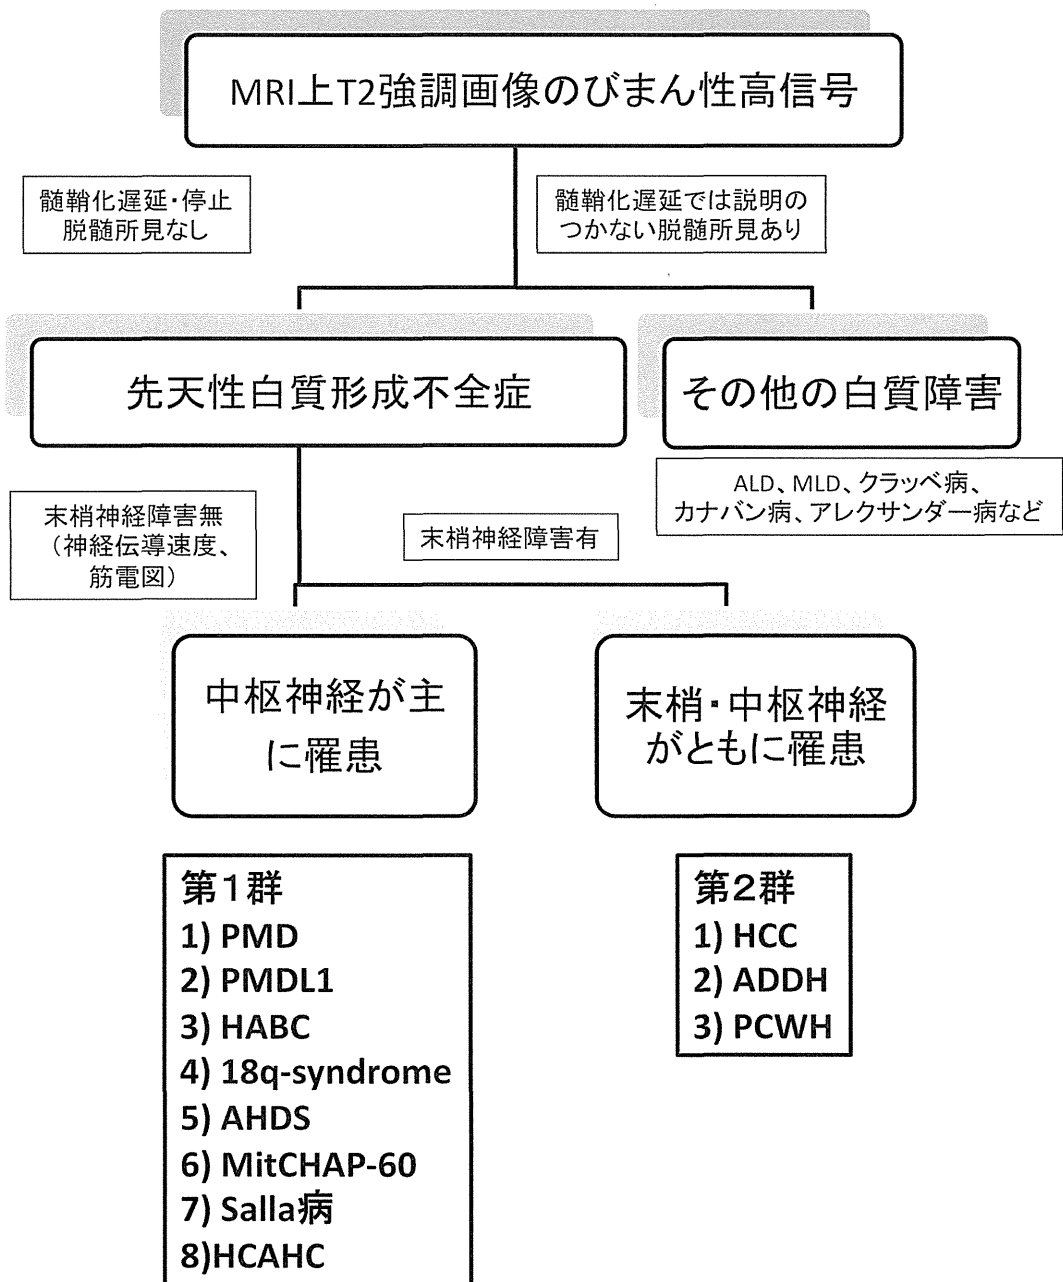 MRI上T2強調画像のびまん性高信号
髄鞘化遅延・停止
脱髄所見なし
髄鞘化遅延では説明の
つかない脱髄所見あり
先天性白質形成不全症
その他の白質障害
ALD、MLD、クラッベ病、
カナバン病、アレクサンダー病など
末梢神経障害無
（神経伝導速度、
筋電図）
末梢神経障害有
中枢神経が主
に罹患
末梢・中枢神経
がともに罹患
第１群
1) PMD
2) PMDL1
3) HABC
4) 18q-syndrome
5) AHDS
6) MitCHAP-60
7) Salla病
8)HCAHC
第２群
1) HCC
2) ADDH
3) PCWH